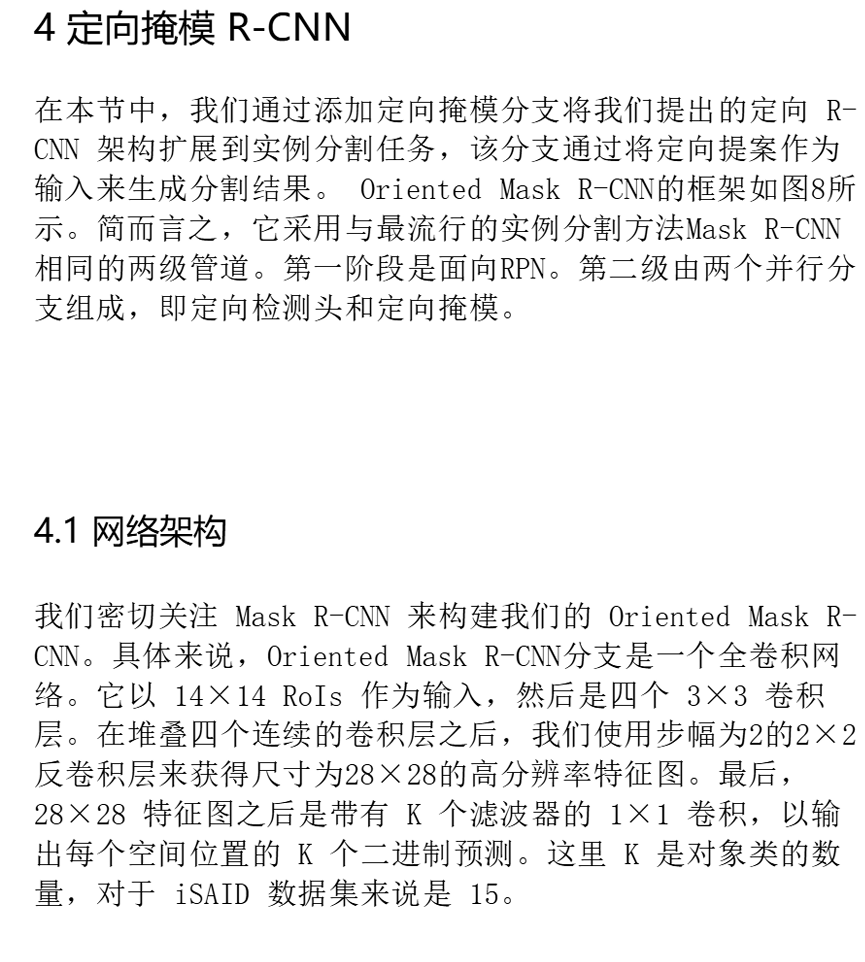 4 定向掩模 R-CNN
在本节中，我们通过添加定向掩模分支将我们提出的定向 R-
CNN 架构扩展到实例分割任务，该分支通过将定向提案作为
输入来生成分割结果。 Oriented Mask R-CNN的框架如图8所
示。简而言之，它采用与最流行的实例分割方法Mask R-CNN
相同的两级管道。第一阶段是面向RPN。第二级由两个并行分
支组成，即定向检测头和定向掩模。
4.1 网络架构
我们密切关注 Mask R-CNN 来构建我们的 Oriented Mask R-
CNN。具体来说，Oriented Mask R-CNN分支是一个全卷积网
络。它以 14×14 RoIs 作为输入，然后是四个 3×3 卷积
层。在堆叠四个连续的卷积层之后，我们使用步幅为2的2×2
反卷积层来获得尺寸为28×28的高分辨率特征图。最后，
28×28 特征图之后是带有 K 个滤波器的 1×1 卷积，以输
出每个空间位置的 K 个二进制预测。这里 K 是对象类的数
量，对于 iSAID 数据集来说是 15。